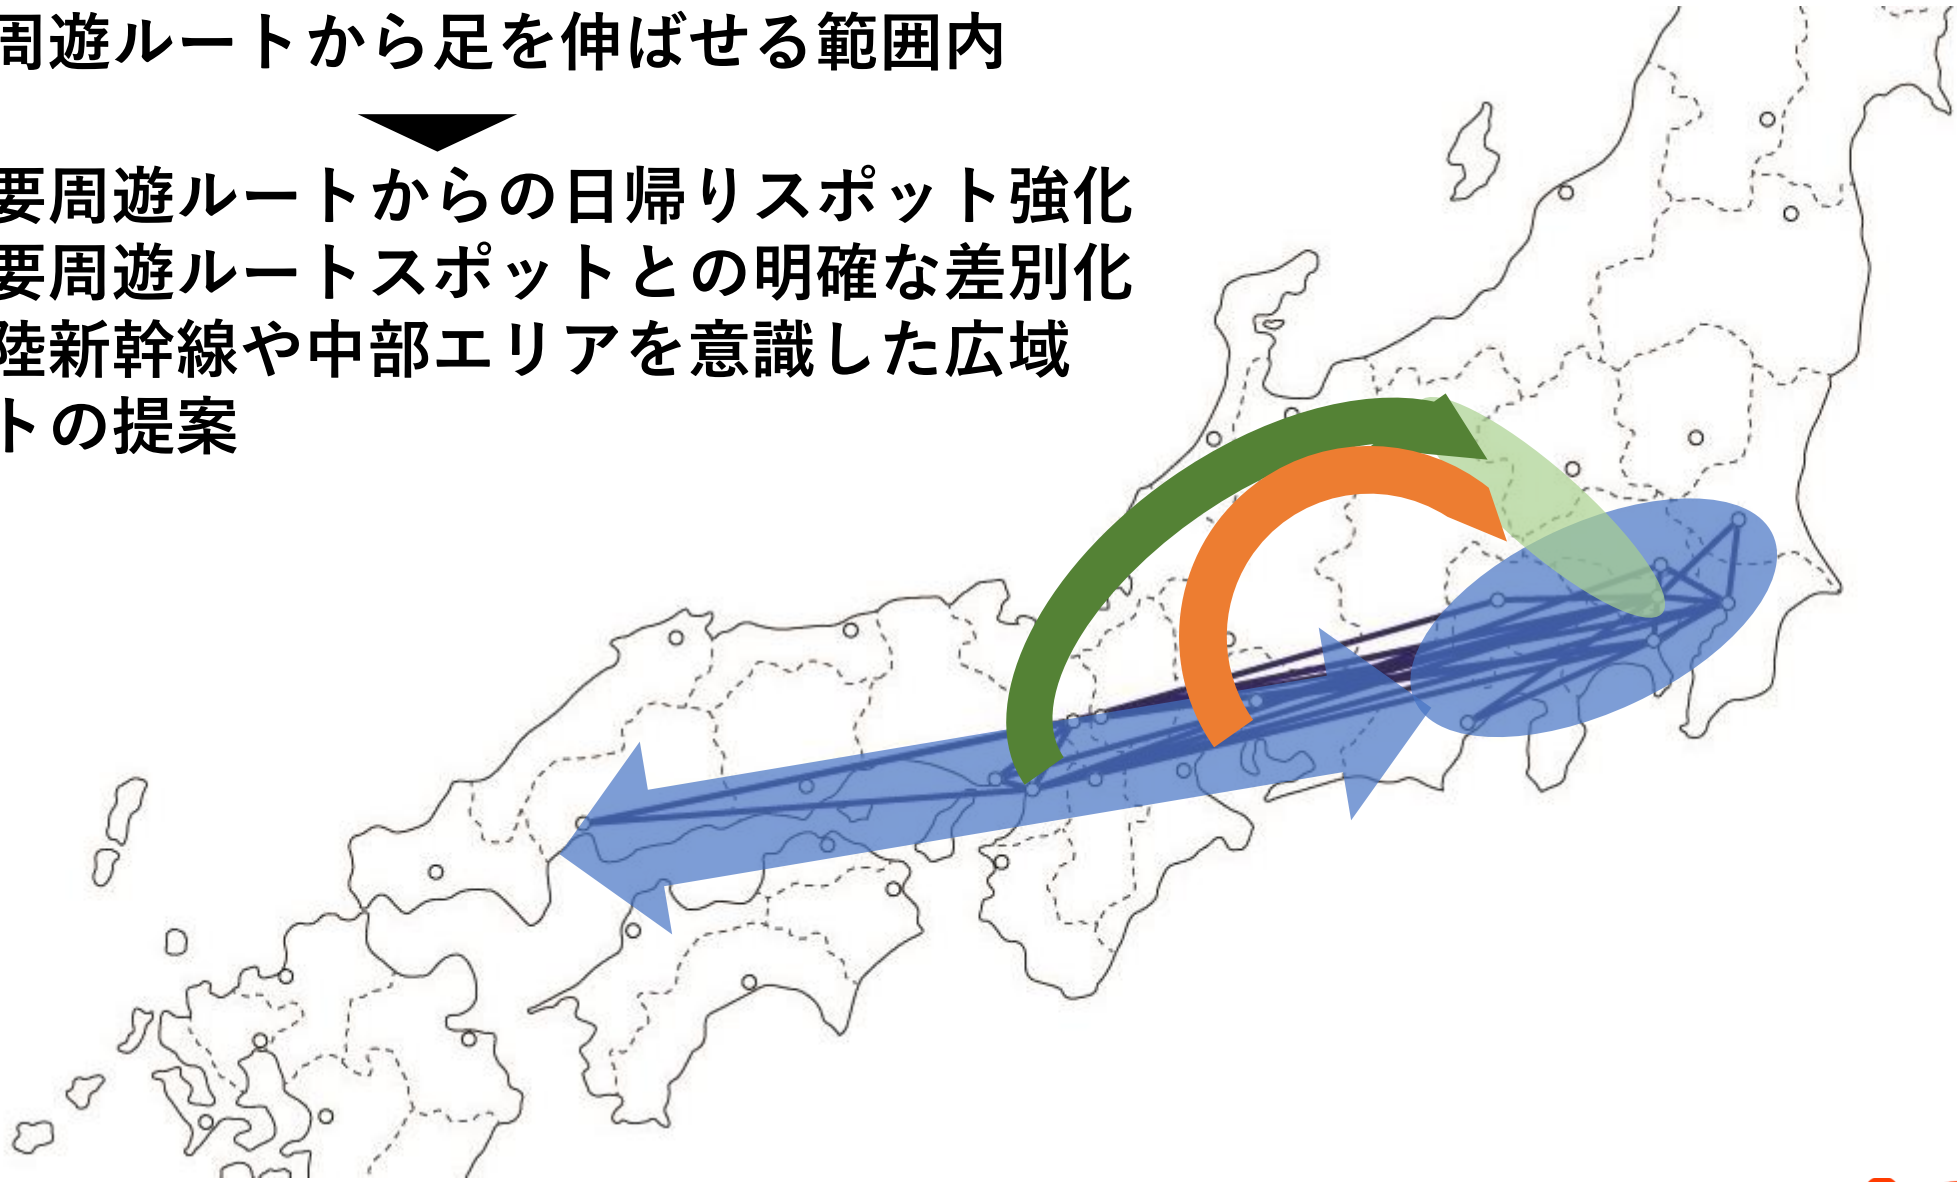 周遊ルートから足を伸ばせる範囲内
要周遊ルートからの日帰りスポット強化
要周遊ルートスポットとの明確な差別化
陸新幹線や中部エリアを意識した広域
トの提案